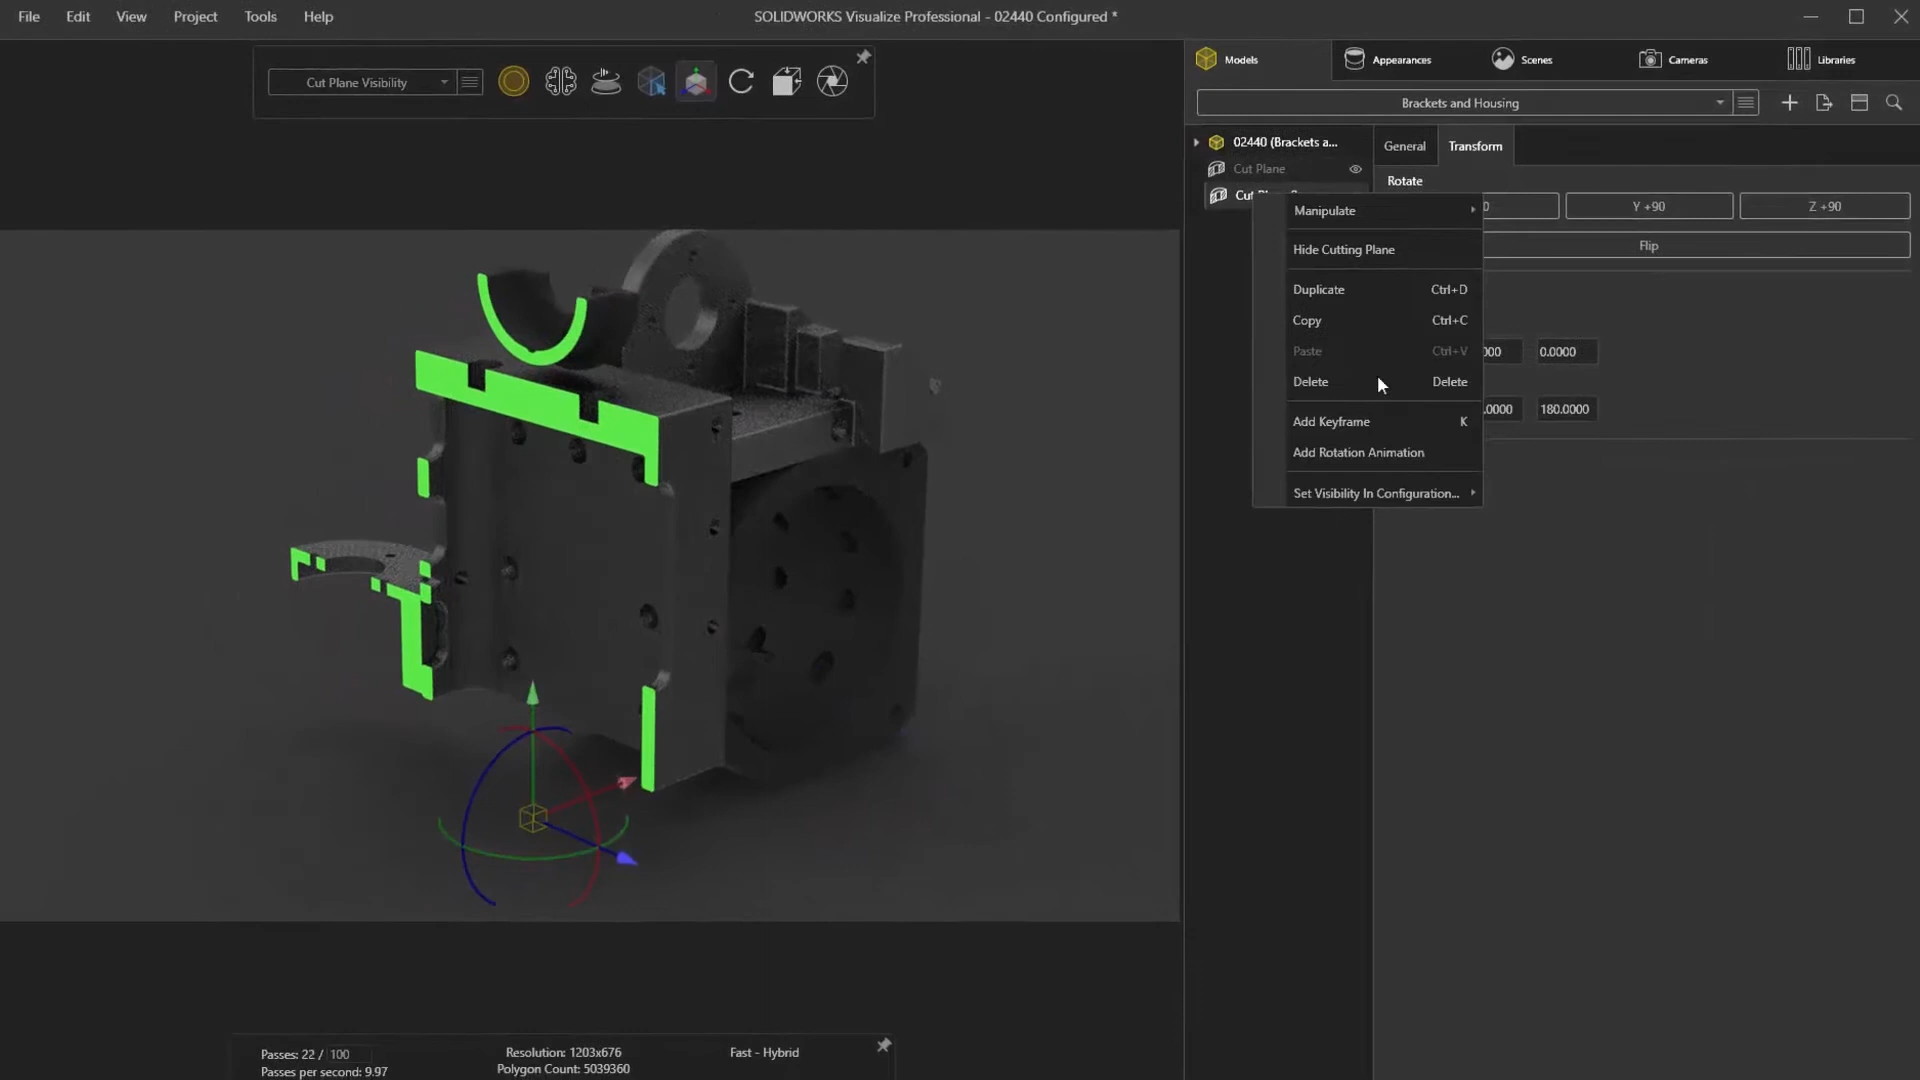 File Edit View Project Tools Help
SOLIDWORKS Visualize Professional - 02440 Configured *
Cut Plane Visibility
Models
Appearances
Scenes
Cameras
Libraries
Brackets and Housing
02440 (Brackets a...
General
Transform
Cut Plane
Rotate
Cut
Y +90
Z +90
Flip
Manipulate
Hide Cutting Plane
Duplicate Ctrl+D
Copy Ctrl+C
Paste Ctrl+V
Delete Delete
Add Keyframe K
Add Rotation Animation
Set Visibility In Configuration...
0.0000
180.0000
Passes: 22 / 100
Passes per second: 9.97
Resolution: 1203x676
Polygon Count: 5039360
Fast - Hybrid